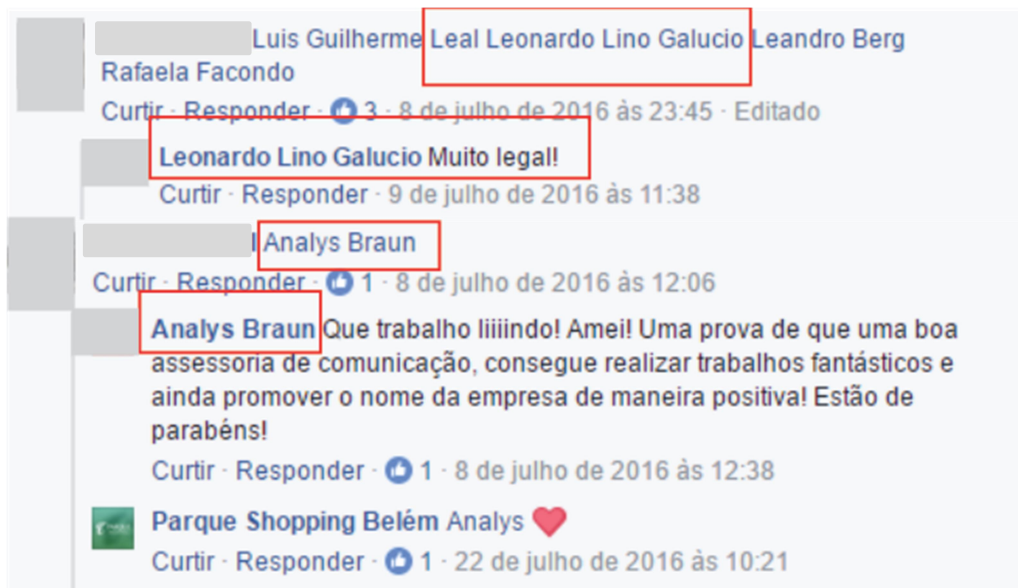 Luis Guilherme Leal Leonardo Lino Galucio Leandro Berg
Rafaela Facondo
Curtir · Responder · 3 · 8 de julho de 2016 às 23:45 · Editado
Leonardo Lino Galucio Muito legal!
Curtir · Responder · 9 de julho de 2016 às 11:38
Analys Braun
Curtir · Responder · 1 · 8 de julho de 2016 às 12:06
Analys Braun Que trabalho liiiindo! Amei! Uma prova de que uma boa
assessoria de comunicação, consegue realizar trabalhos fantásticos e
ainda promover o nome da empresa de maneira positiva! Estão de
parabéns!
Curtir · Responder · 1 · 8 de julho de 2016 às 12:38
Parque Shopping Belém Analys ❤
Curtir · Responder · 1 · 22 de julho de 2016 às 10:21